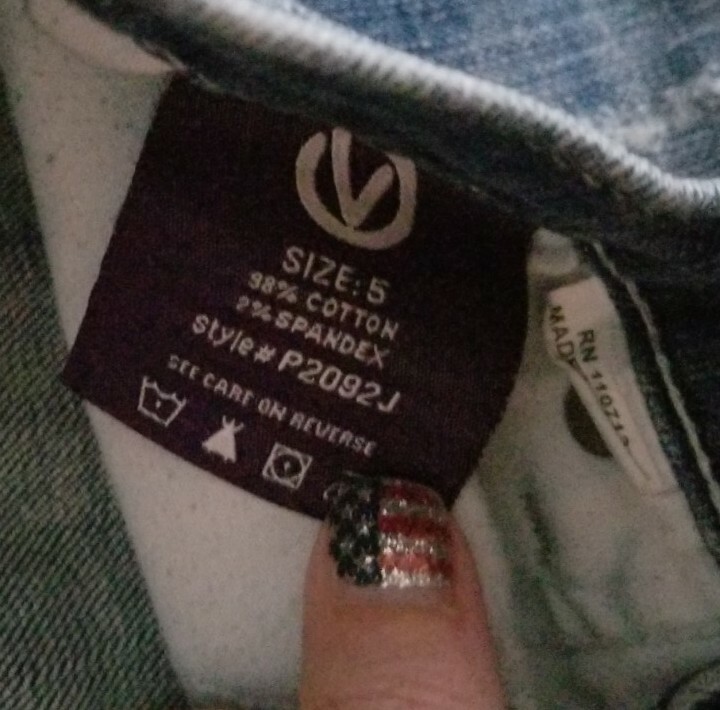 V
SIZE: 5
98% COTTON
2% SPANDEX
style# P2092J
SEE CARE ON REVERSE
RN
MADE